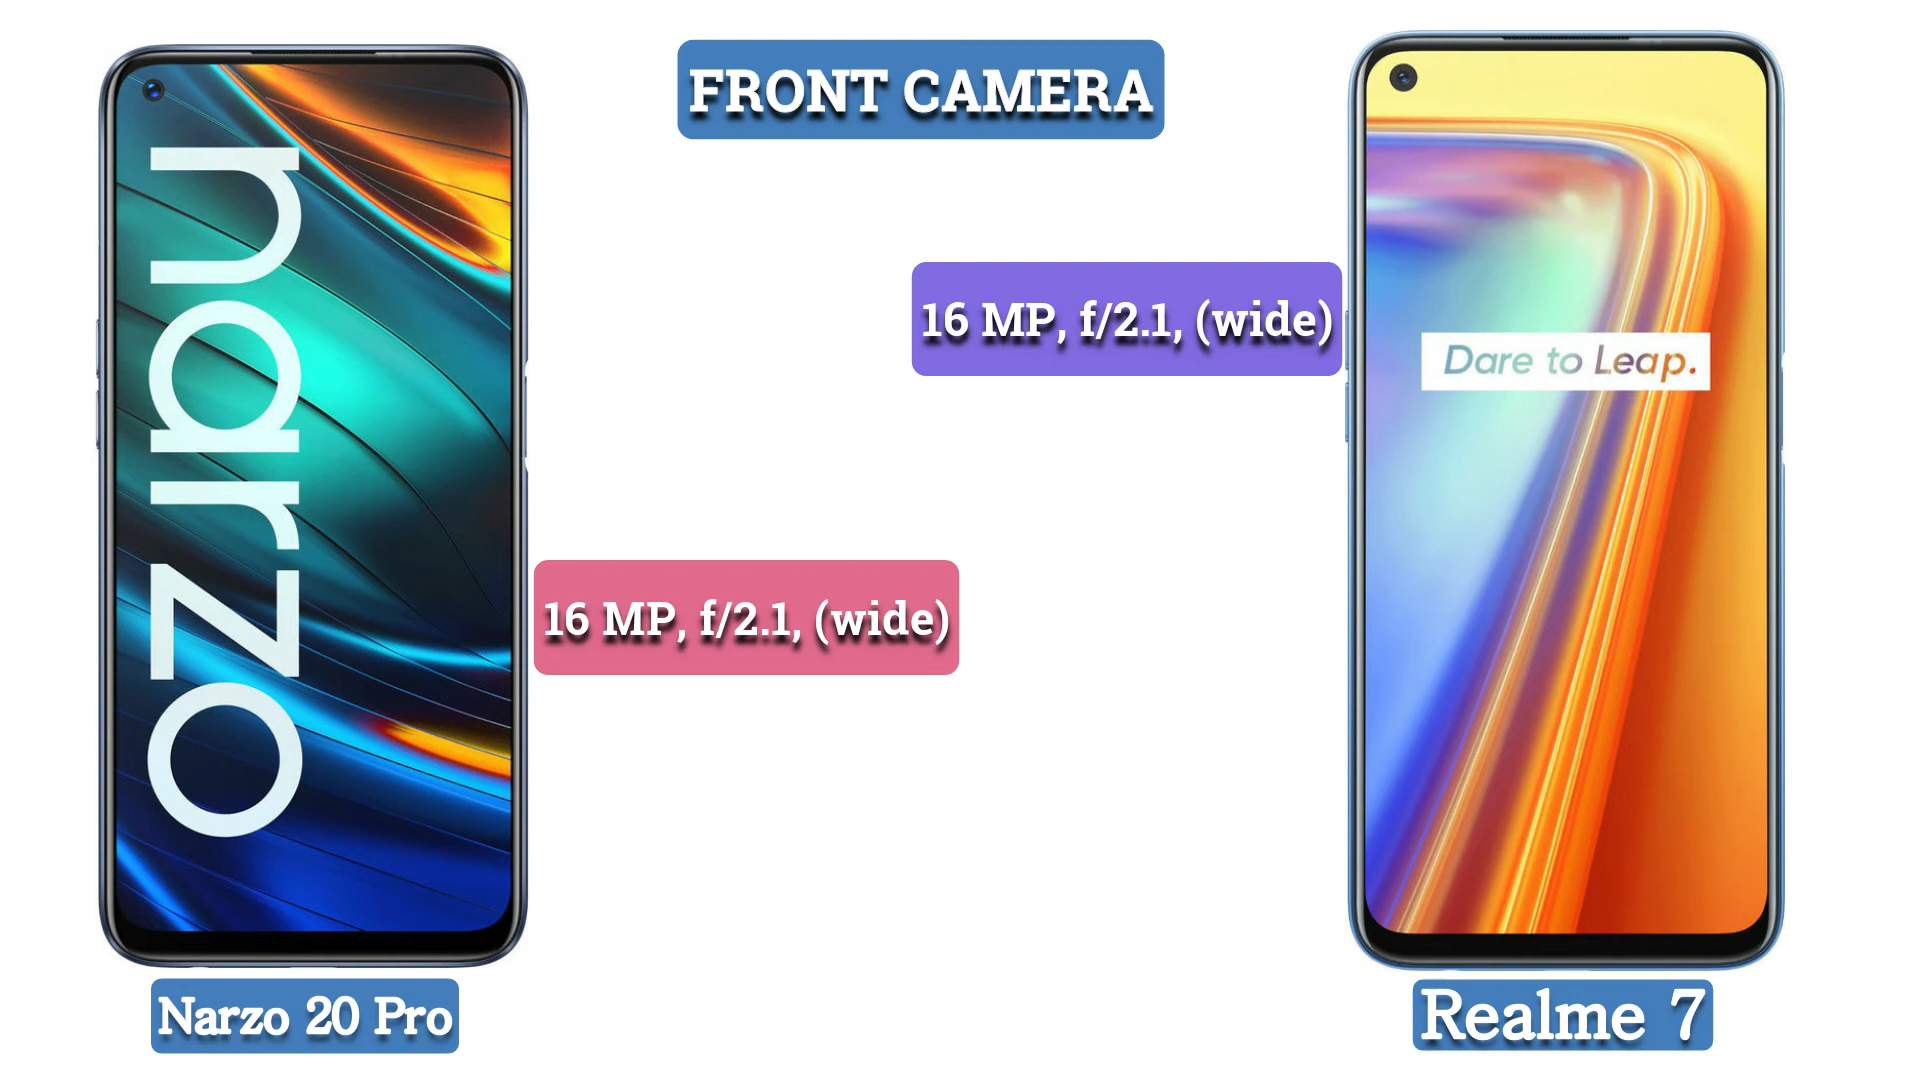 FRONT CAMERA
narzo
16 MP, f/2.1, (wide)
Dare to Leap.
16 MP, f/2.1, (wide)
Narzo 20 Pro
Realme 7